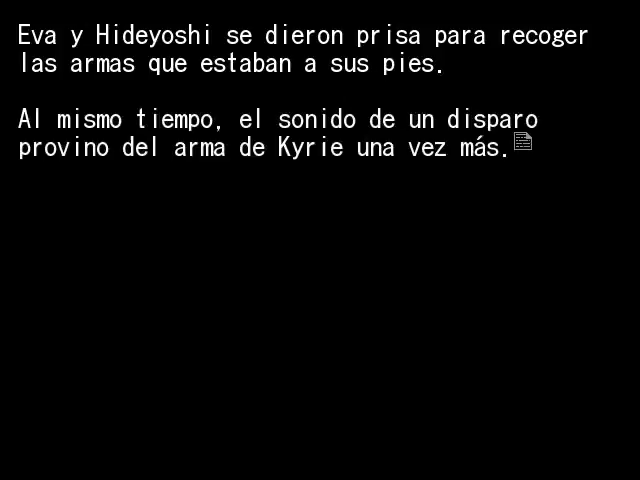 Eva y Hideyoshi se dieron prisa para recoger
las armas que estaban a sus pies.
Al mismo tiempo, el sonido de un disparo
provino del arma de Kyrie una vez más.